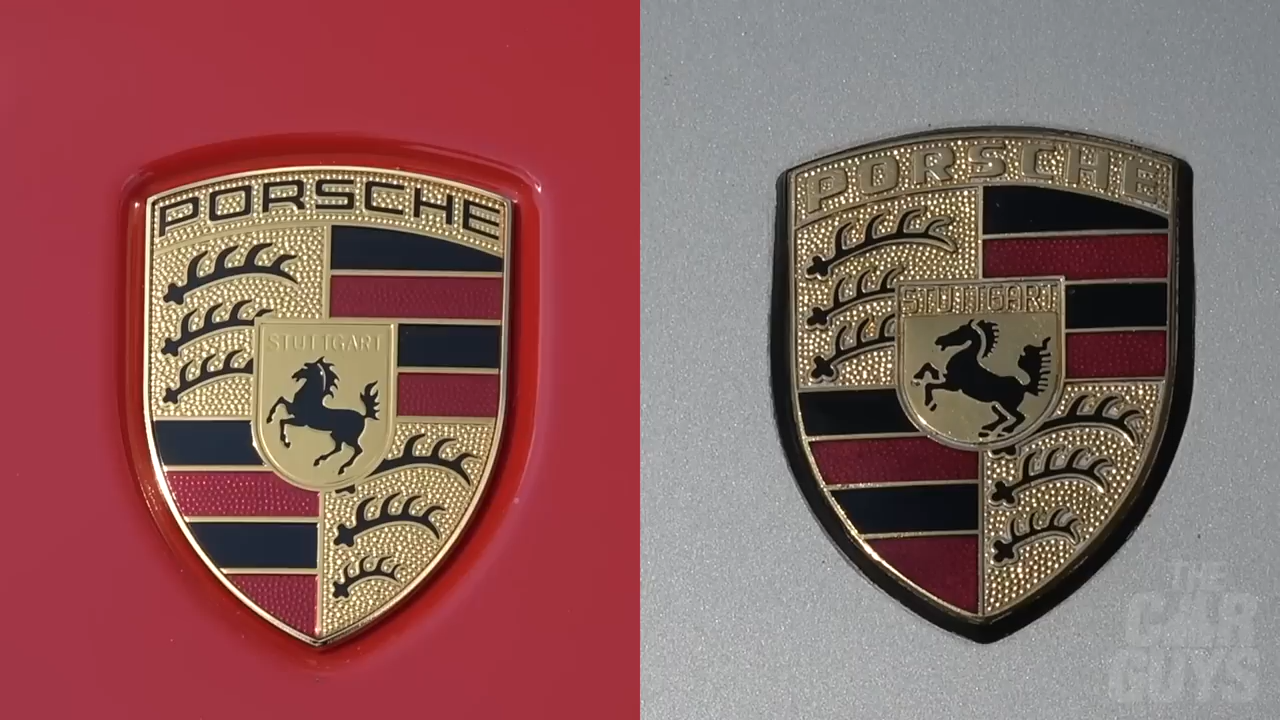 PORSCHE
STUTTGART
PORSCHE
STUTTGART
THE
CAR
GUYS